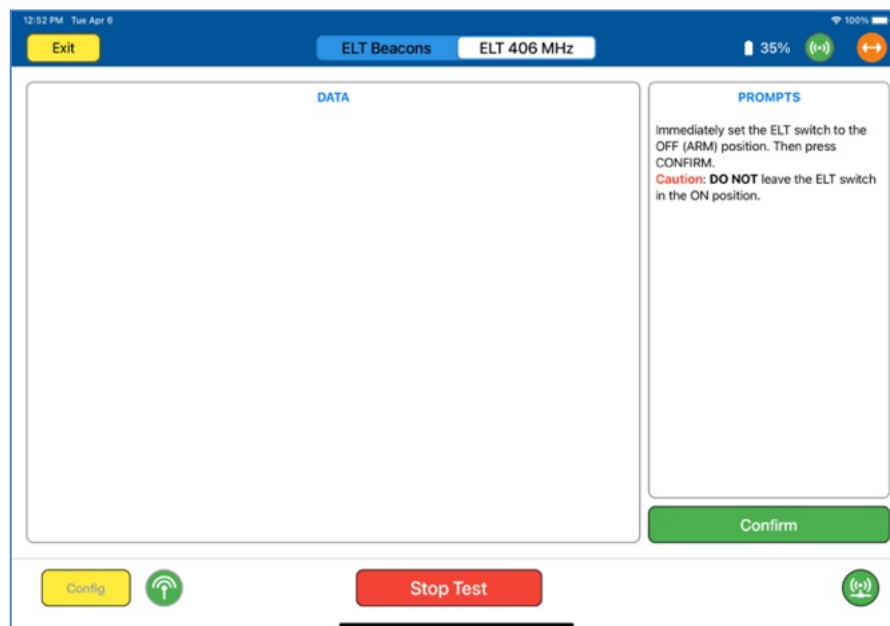 12:52 PM Tue Apr 6
100%
Exit
ELT Beacons
ELT 406 MHz
35%
DATA
PROMPTS
Immediately set the ELT switch to the
OFF (ARM) position. Then press
CONFIRM.
Caution: DO NOT leave the ELT switch
in the ON position.
Confirm
Config
Stop Test